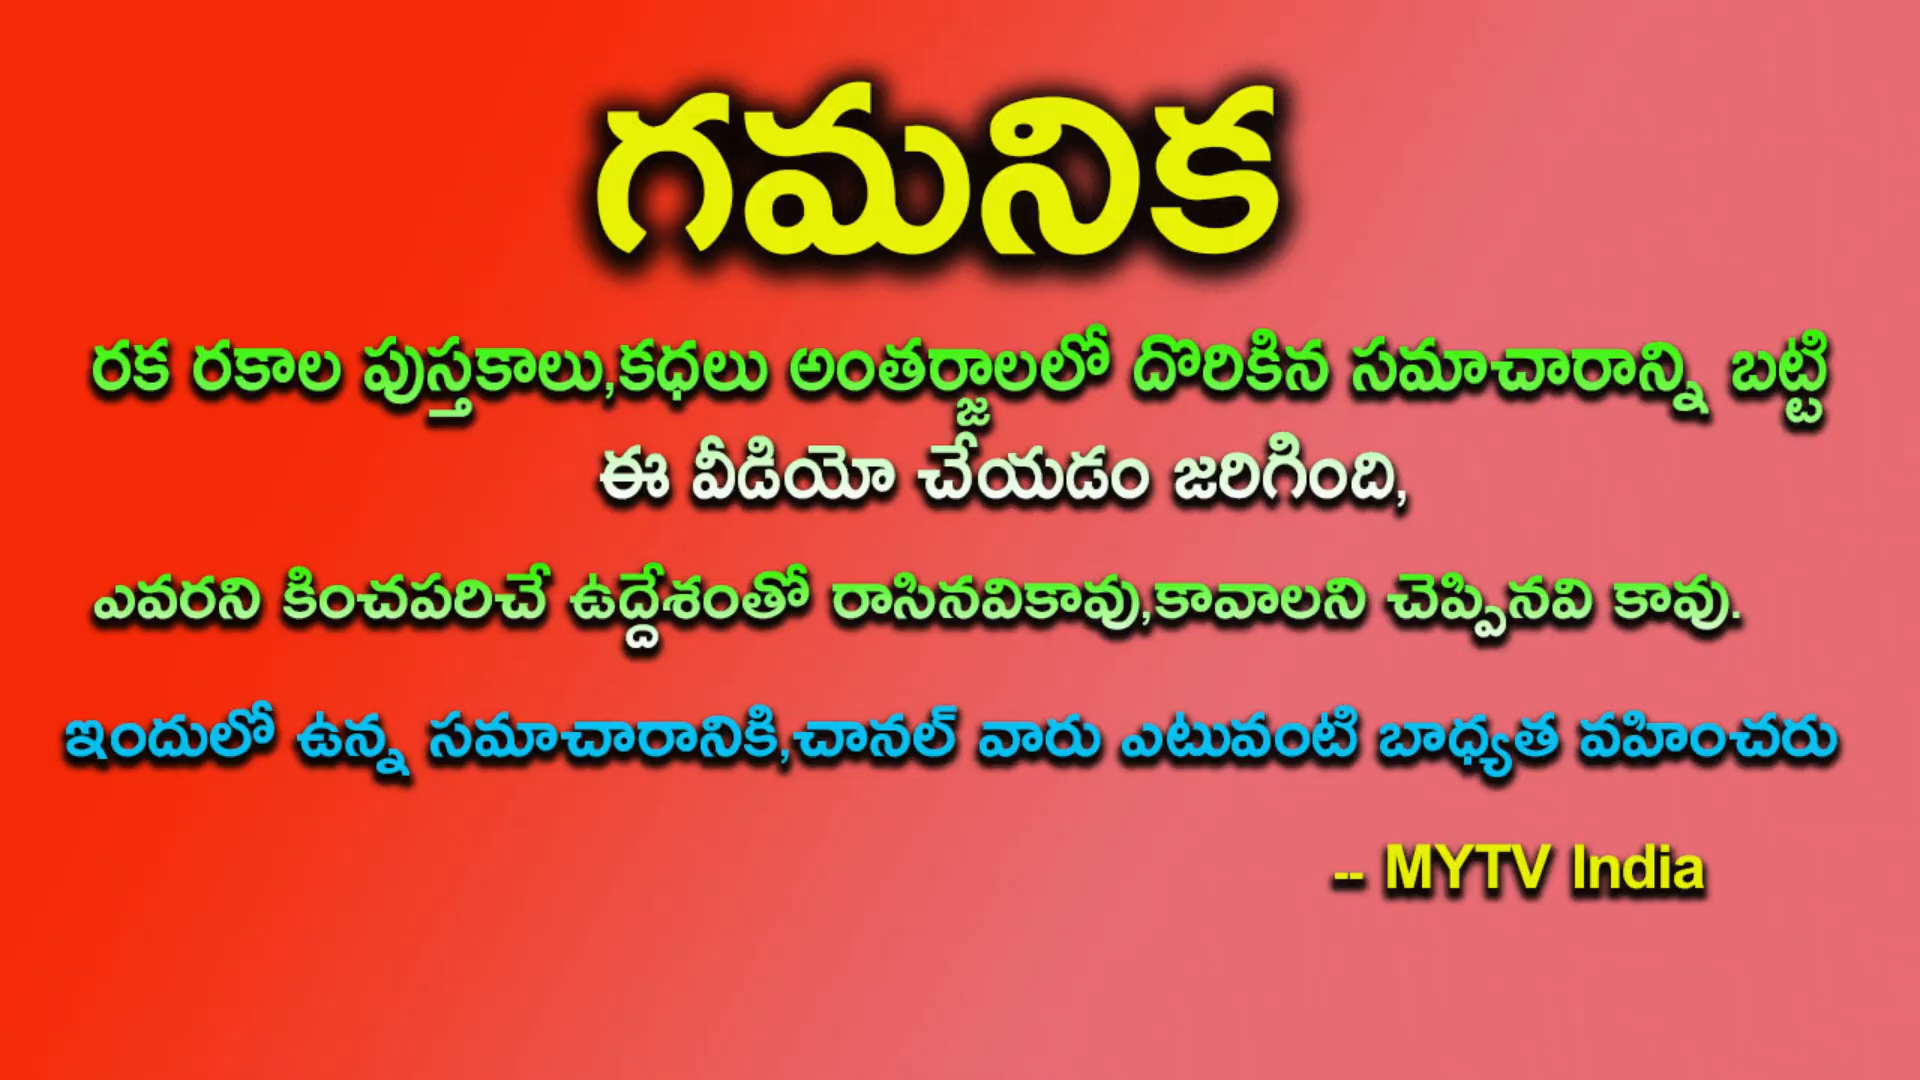 గమనిక
రక రకాల పుస్తకాలు,కధలు అంతర్జాలలో దొరికిన సమాచారాన్ని బట్టి
ఈ వీడియో చేయడం జరిగింది,
ఎవరని కించపరిచే ఉద్దేశంతో రాసినవికావు,కావాలని చెప్పినవి కావు.
ఇందులో ఉన్న సమాచారానికి,చానల్ వారు ఎటువంటి బాధ్యత వహించరు
-- MYTV India